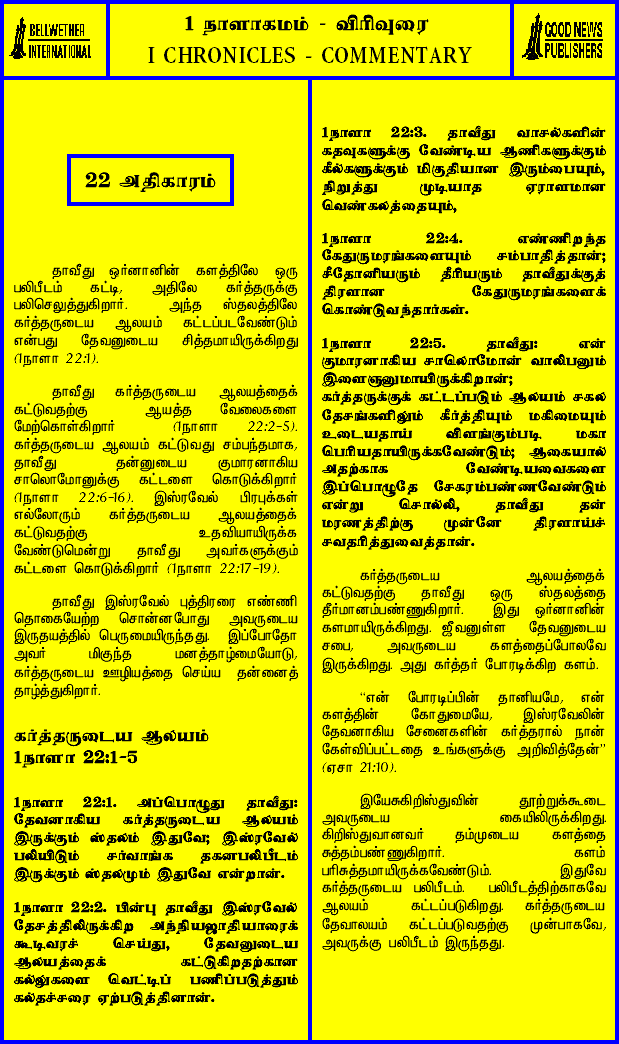 BELLWETHER
INTERNATIONAL
1 நாளாகமம் - விரிவுரை
I CHRONICLES - COMMENTARY
GOOD NEWS
PUBLISHERS
22 அதிகாரம்
தாவீது ஒர்னானின் களத்திலே ஒரு
பலிபீடம் கட்டி, அதிலே கர்த்தருக்கு
பலிசெலுத்துகிறார். அந்த ஸ்தலத்திலே
கர்த்தருடைய ஆலயம் கட்டப்படவேண்டும்
என்பது தேவனுடைய சித்தமாயிருக்கிறது
(1நாளா 22:1).
தாவீது கர்த்தருடைய ஆலயத்தைக்
கட்டுவதற்கு ஆயத்த வேலைகளை
மேற்கொள்கிறார் (1நாளா 22:2-5).
கர்த்தருடைய ஆலயம் கட்டுவது சம்பந்தமாக,
தாவீது தன்னுடைய குமாரனாகிய
சாலொமோனுக்கு கட்டளை கொடுக்கிறார்
(1நாளா 22:6-16). இஸ்ரவேல் பிரபுக்கள்
எல்லோரும் கர்த்தருடைய ஆலயத்தைக்
கட்டுவதற்கு உதவியாயிருக்க
வேண்டுமென்று தாவீது அவர்களுக்கும்
கட்டளை கொடுக்கிறார் (1நாளா 22:17-19).
தாவீது இஸ்ரவேல் புத்திரரை எண்ணி
தொகையேற்ற சொன்னபோது அவருடைய
இருதயத்தில் பெருமையிருந்தது. இப்போதோ
அவர் மிகுந்த மனத்தாழ்மையோடு,
கர்த்தருடைய ஊழியத்தை செய்ய தன்னைத்
தாழ்த்துகிறார்.
கர்த்தருடைய ஆலயம்
1நாளா 22:1-5
1நாளா 22:1. அப்பொழுது தாவீது:
தேவனாகிய கர்த்தருடைய ஆலயம்
இருக்கும் ஸ்தலம் இதுவே; இஸ்ரவேல்
பலியிடும் சர்வாங்க தகனபலிபீடம்
இருக்கும் ஸ்தலமும் இதுவே என்றான்.
1நாளா 22:2. பின்பு தாவீது இஸ்ரவேல்
தேசத்திலிருக்கிற அந்நியஜாதியாரைக்
கூடிவரச் செய்து, தேவனுடைய
ஆலயத்தைக் கட்டுகிறதற்கான
கல்லுகளை வெட்டிப் பணிப்படுத்தும்
கல்தச்சரை ஏற்படுத்தினான்.
1நாளா 22:3. தாவீது வாசல்களின்
கதவுகளுக்கு வேண்டிய ஆணிகளுக்கும்
கீல்களுக்கும் மிகுதியான இரும்பையும்,
நிறுத்து முடியாத ஏராளமான
வெண்கலத்தையும்,
1நாளா 22:4. எண்ணிறந்த
கேதுருமரங்களையும் சம்பாதித்தான்;
சீதோனியரும் தீரியரும் தாவீதுக்குத்
திரளான கேதுருமரங்களைக்
கொண்டுவந்தார்கள்.
1நாளா 22:5. தாவீது: என்
குமாரனாகிய சாலொமோன் வாலிபனும்
இளைஞனுமாயிருக்கிறான்;
கர்த்தருக்குக் கட்டப்படும் ஆலயம் சகல
தேசங்களிலும் கீர்த்தியும் மகிமையும்
உடையதாய் விளங்கும்படி மகா
பெரியதாயிருக்கவேண்டும்; ஆகையால்
அதற்காக வேண்டியவைகளை
இப்பொழுதே சேகரம்பண்ணவேண்டும்
என்று சொல்லி, தாவீது தன்
மரணத்திற்கு முன்னே திரளாய்ச்
சவதரித்துவைத்தான்.
கர்த்தருடைய ஆலயத்தைக்
கட்டுவதற்கு தாவீது ஒரு ஸ்தலத்தை
தீர்மானம்பண்ணுகிறார். இது ஒர்னானின்
களமாயிருக்கிறது. ஜீவனுள்ள தேவனுடைய
சபை, அவருடைய களத்தைப்போலவே
இருக்கிறது. அது கர்த்தர் போரடிக்கிற களம்.
“என் போரடிப்பின் தானியமே, என்
களத்தின் கோதுமையே, இஸ்ரவேலின்
தேவனாகிய சேனைகளின் கர்த்தரால் நான்
கேள்விப்பட்டதை உங்களுக்கு அறிவித்தேன்”
(ஏசா 21:10).
இயேசுகிறிஸ்துவின் தூற்றுக்கூடை
அவருடைய கையிலிருக்கிறது.
கிறிஸ்துவானவர் தம்முடைய களத்தை
சுத்தம்பண்ணுகிறார். களம்
பரிசுத்தமாயிருக்கவேண்டும். இதுவே
கர்த்தருடைய பலிபீடம். பலிபீடத்திற்காகவே
ஆலயம் கட்டப்படுகிறது. கர்த்தருடைய
தேவாலயம் கட்டப்படுவதற்கு முன்பாகவே,
அவருக்கு பலிபீடம் இருந்தது.